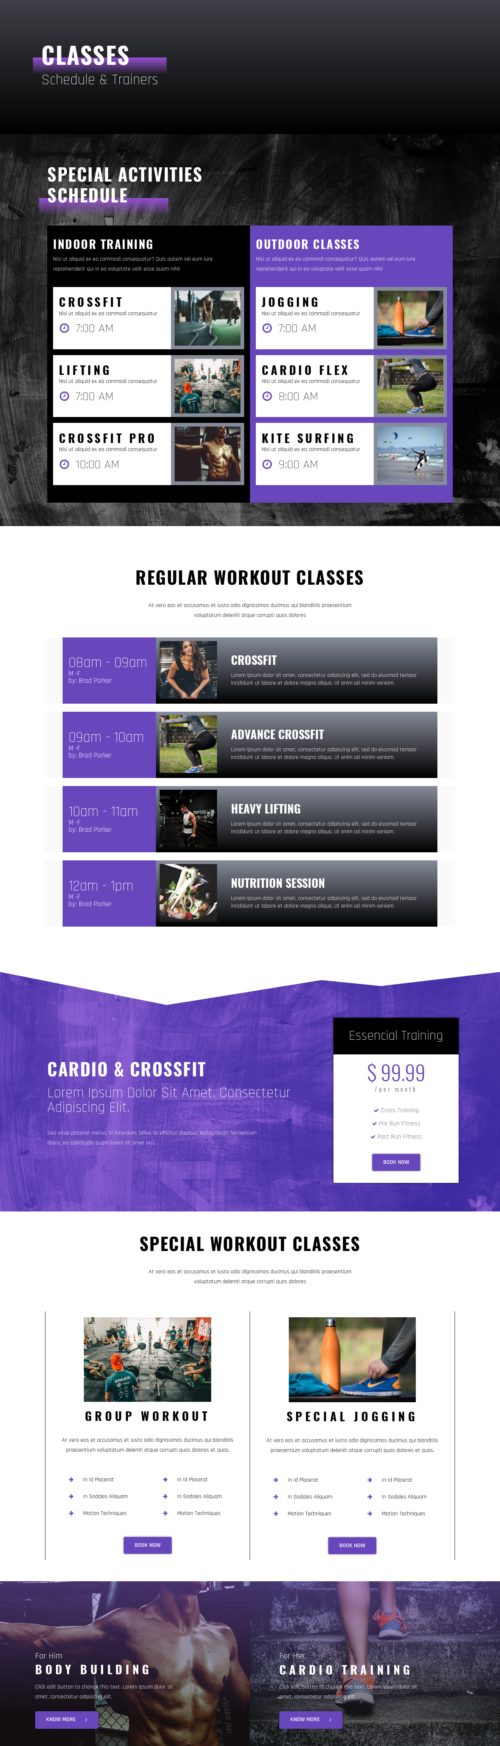 CLASSES
Schedule & Trainers
SPECIAL ACTIVITIES
SCHEDULE
INDOOR TRAINING
Nisi ut aliquid ex ea commodi consequatur? Quis autem vel eum iure
reprehenderit qui in ea voluptate velit esse quam nihil
CROSSFIT
Nisi ut aliquid ex ea commodi consequatur
7:00 AM
LIFTING
Nisi ut aliquid ex ea commodi consequatur
7:00 AM
CROSSFIT PRO
Nisi ut aliquid ex ea commodi consequatur
10:00 AM
OUTDOOR CLASSES
Nisi ut aliquid ex ea commodi consequatur? Quis autem vel eum iure
reprehenderit qui in ea voluptate velit esse quam nihil
JOGGING
Nisi ut aliquid ex ea commodi consequatur
7:00 AM
CARDIO FLEX
Nisi ut aliquid ex ea commodi consequatur
8:00 AM
KITE SURFING
Nisi ut aliquid ex ea commodi consequatur
9:00 AM
REGULAR WORKOUT CLASSES
At vero eos et accusamus et iusto odio dignissimos ducimus qui blanditiis praesentium
voluptatum deleniti atque corrupti quos dolores
08am - 09am
M -F
by: Brad Parker
CROSSFIT
Lorem ipsum dolor sit amet, consectetur adipiscing elit, sed do eiusmod tempor
incididunt ut labore et dolore magna aliqua. Ut enim ad minim veniam.
09am - 10am
M -F
by: Brad Parker
ADVANCE CROSSFIT
Lorem ipsum dolor sit amet, consectetur adipiscing elit, sed do eiusmod tempor
incididunt ut labore et dolore magna aliqua. Ut enim ad minim veniam.
10am - 11am
M -F
by: Brad Parker
HEAVY LIFTING
Lorem ipsum dolor sit amet, consectetur adipiscing elit, sed do eiusmod tempor
incididunt ut labore et dolore magna aliqua. Ut enim ad minim veniam.
12am - 1pm
M -F
by: Brad Parker
NUTRITION SESSION
Lorem ipsum dolor sit amet, consectetur adipiscing elit, sed do eiusmod tempor
incididunt ut labore et dolore magna aliqua. Ut enim ad minim veniam.
CARDIO & CROSSFIT
Lorem Ipsum Dolor Sit Amet, Consectetur
Adipiscing Elit.
Sed vitae placerat metus. In interdum, tellus at efficitur dapibus, lectus turpis fermentum
libero, eu sollicitudin quam lorem sit amet orci.
Essencial Training
$ 99.99
/per month
Cross Training
Pre Run Fitness
Post Run Fitness
BOOK NOW
SPECIAL WORKOUT CLASSES
At vero eos et accusamus et iusto odio dignissimos ducimus qui blanditiis praesentium
voluptatum deleniti atque corrupti quos dolores
GROUP WORKOUT
At vero eos et accusamus et iusto odio dignissimos ducimus qui blanditiis
praesentium voluptatum deleniti atque corrupti quos dolores et quas.
In Id Placerat
In Id Placerat
In Sodales Aliquam
In Sodales Aliquam
Motion Techniques
Motion Techniques
BOOK NOW
SPECIAL JOGGING
At vero eos et accusamus et iusto odio dignissimos ducimus qui blanditiis
praesentium voluptatum deleniti atque corrupti quos dolores et quas.
In Id Placerat
In Id Placerat
In Sodales Aliquam
In Sodales Aliquam
Motion Techniques
Motion Techniques
BOOK NOW
For Him
BODY BUILDING
Click edit button to change this text. Lorem ipsum dolor sit
amet, consectetur adipiscing elit.
KNOW MORE
For Her
CARDIO TRAINING
Click edit button to change this text. Lorem ipsum dolor sit
amet, consectetur adipiscing elit.
KNOW MORE